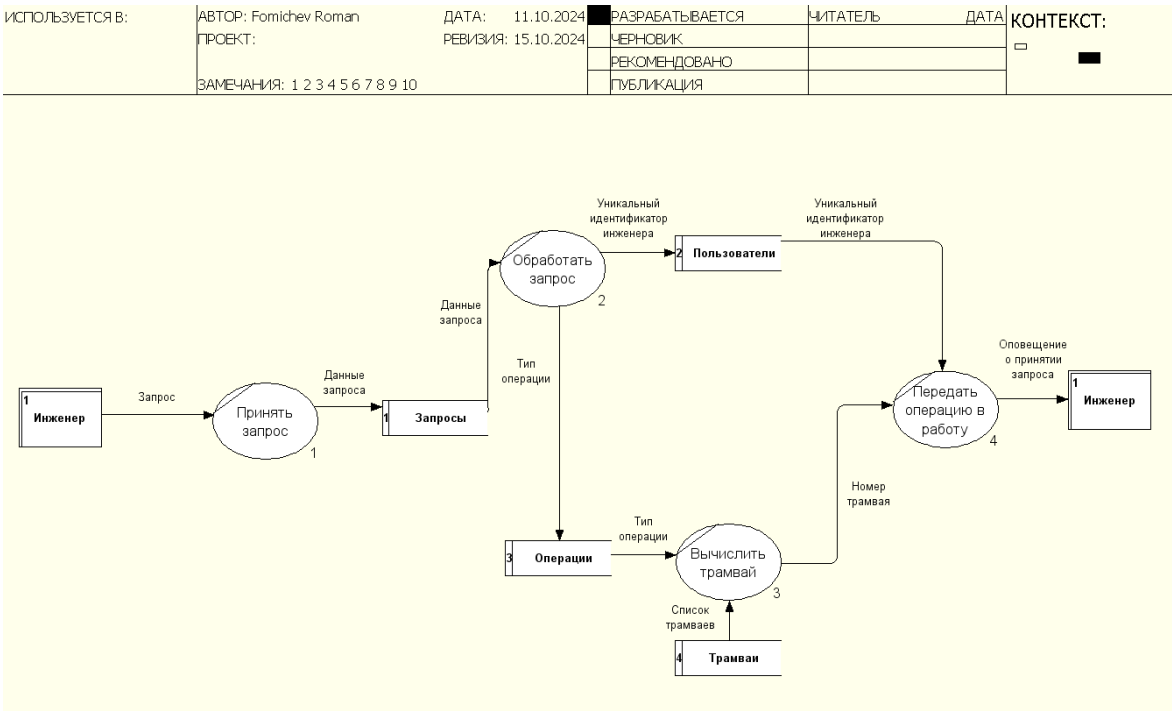 ИСПОЛЬЗУЕТСЯ В:
АВТОР: Fomichev Roman
ДАТА: 11.10.2024
РАЗРАБАТЫВАЕТСЯ
ЧИТАТЕЛЬ
ДАТА
КОНТЕКСТ:
ПРОЕКТ:
РЕВИЗИЯ: 15.10.2024
ЧЕРНОВИК
РЕКОМЕНДОВАНО
ЗАМЕЧАНИЯ: 1 2 3 4 5 6 7 8 9 10
ПУБЛИКАЦИЯ
Уникальный
идентификатор
инженера
Уникальный
идентификатор
инженера
Обработать
запрос
2
2 Пользователи
Данные
запроса
Тип
операции
Оповещение
о принятии
запроса
1
Инженер
Запрос
Принять
запрос
1
Данные
запроса
1 Запросы
Передать
операцию в
работу
4
1
Инженер
Номер
трамвая
3 Операции
Тип
операции
Вычислить
трамвай
3
Список
трамваев
4 Трамваи